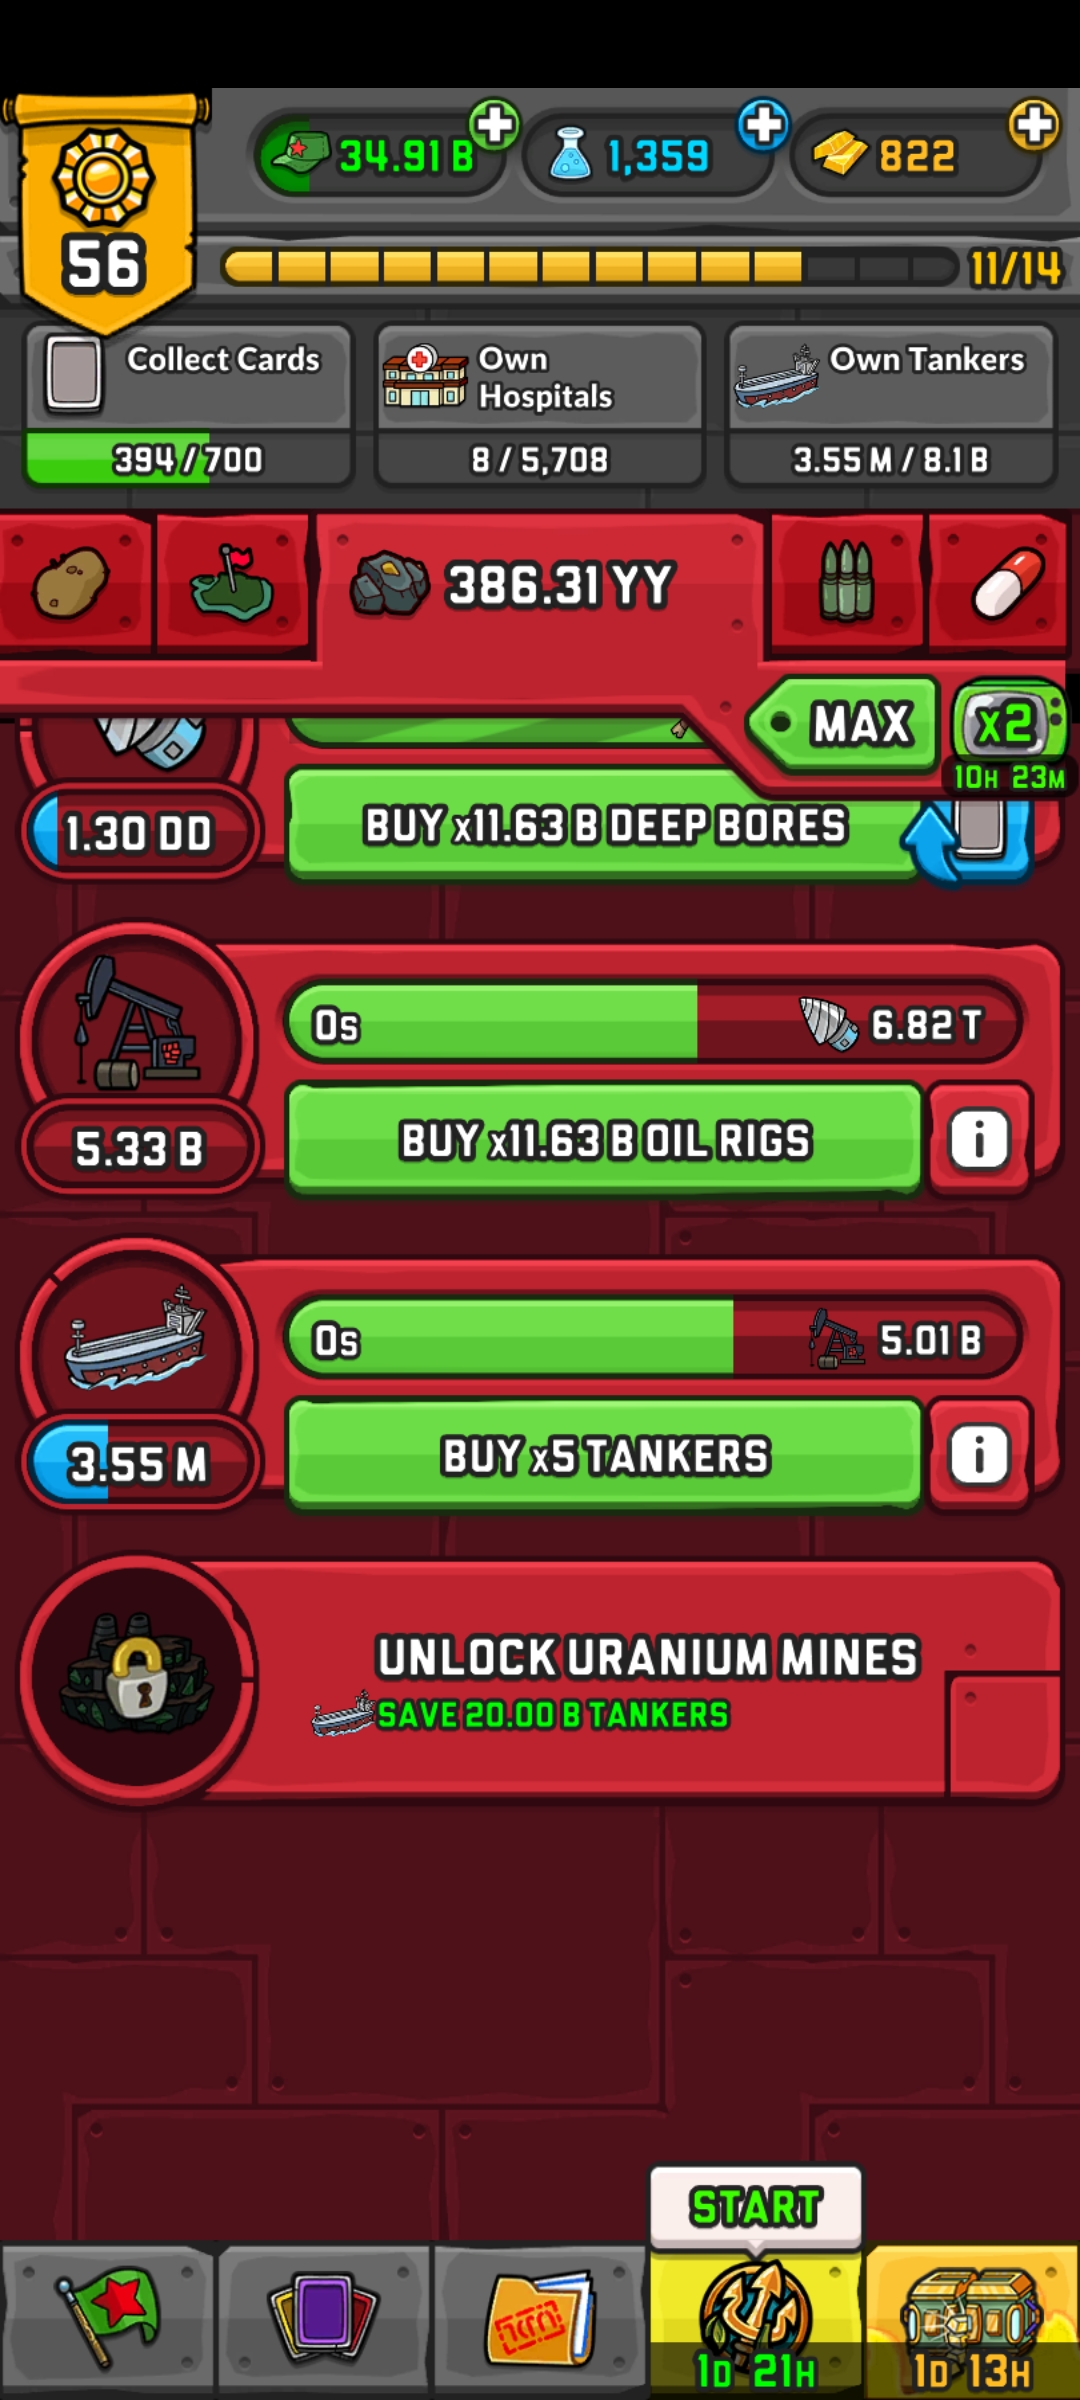 34.91 B
1,359
822
56
11/14
Collect Cards
394/700
Own
Hospitals
8/5,708
Own Tankers
3.55 M/8.1 B
386.31 YY
MAX
x2
10H 23M
1.30 DD
BUY x11.63 B DEEP BORES
0s
6.82 T
5.33 B
BUY x11.63 B OIL RIGS
i
0s
5.01 B
3.55 M
BUY x5 TANKERS
i
UNLOCK URANIUM MINES
SAVE 20.00 B TANKERS
START
1D 21H
1D 13H